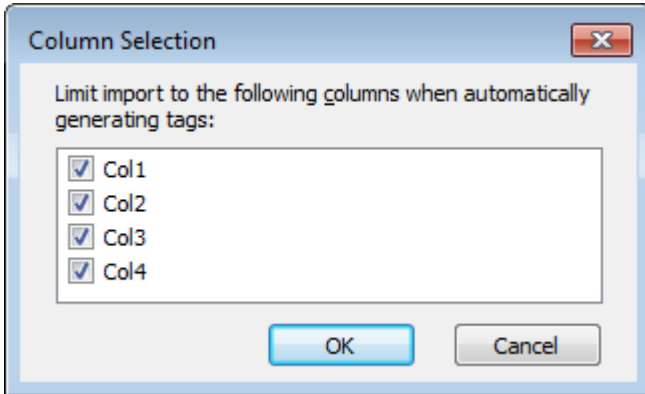 Column Selection
Limit import to the following columns when automatically
generating tags:
Col1
Col2
Col3
Col4
OK Cancel